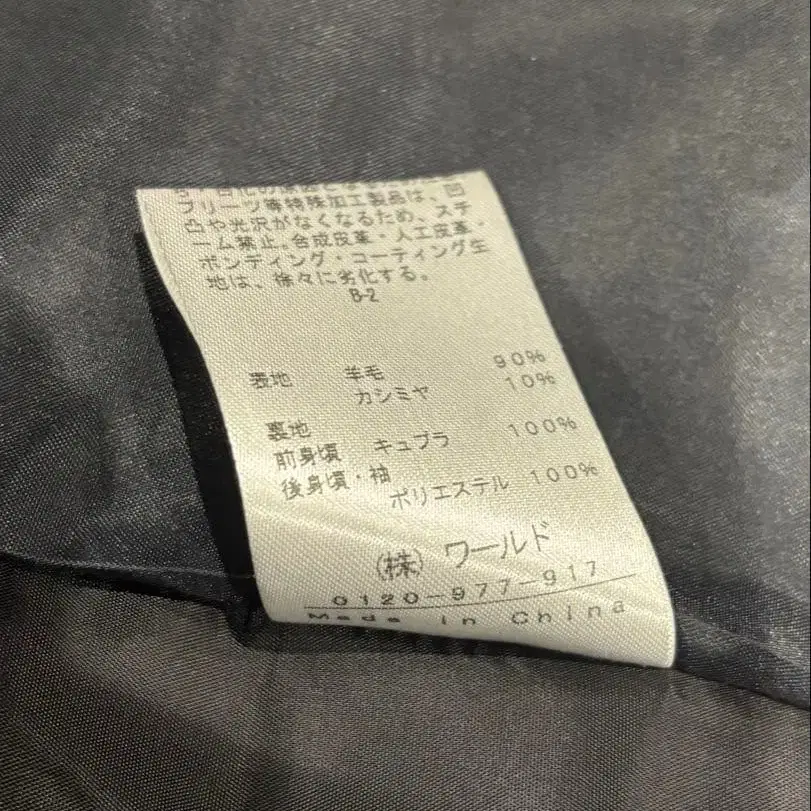 プリーツ等特殊加工製品は、凹
凸や光沢がなくなるため、スチ
ーム禁止。合成皮革・人工皮革・
ボンディング・コーティング生
地は、徐々に劣化する。
B-2
表地 羊毛 90%
カシミヤ 10%
裏地
前身頃 キュプラ 100%
後身頃・袖
ポリエステル 100%
(株) ワールド
0120-977-917
Made in China